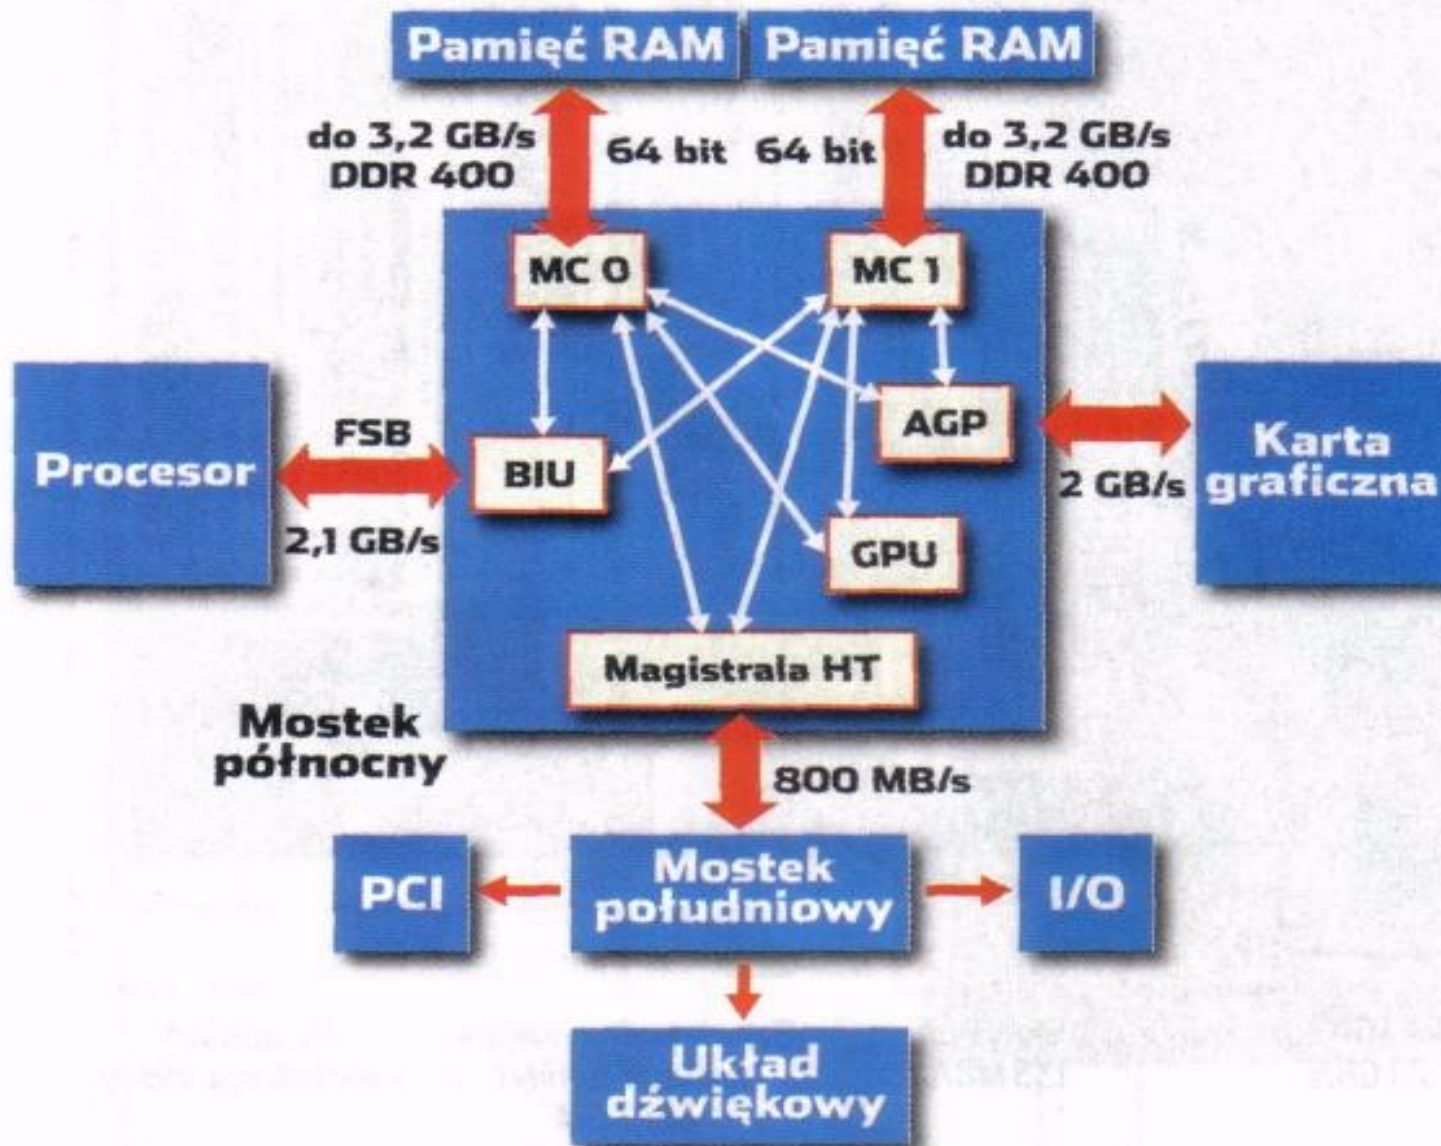 Pamięć RAM
Pamięć RAM
do 3,2 GB/s
DDR 400
64 bit
64 bit
do 3,2 GB/s
DDR 400
MC 0
MC 1
AGP
BIU
GPU
Magistrala HT
Procesor
FSB
2,1 GB/s
2 GB/s
Karta
graficzna
Mostek
północny
800 MB/s
PCI
Mostek
południowy
I/O
Układ
dźwiękowy